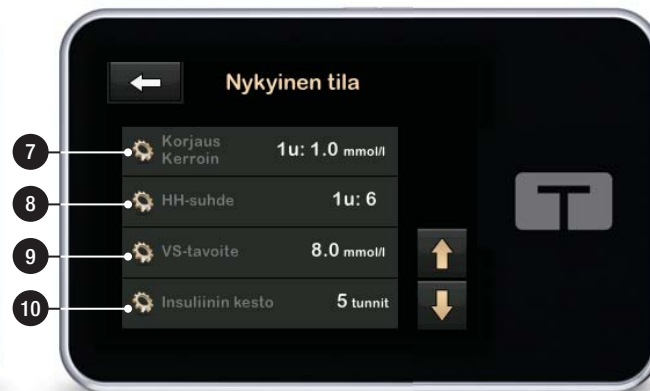 Nykyinen tila
7 Korjaus Kerroin 1u: 1.0 mmol/l
8 HH-suhde 1u: 6
9 VS-tavoite 8.0 mmol/l
10 Insuliinin kesto 5 tunnit
T